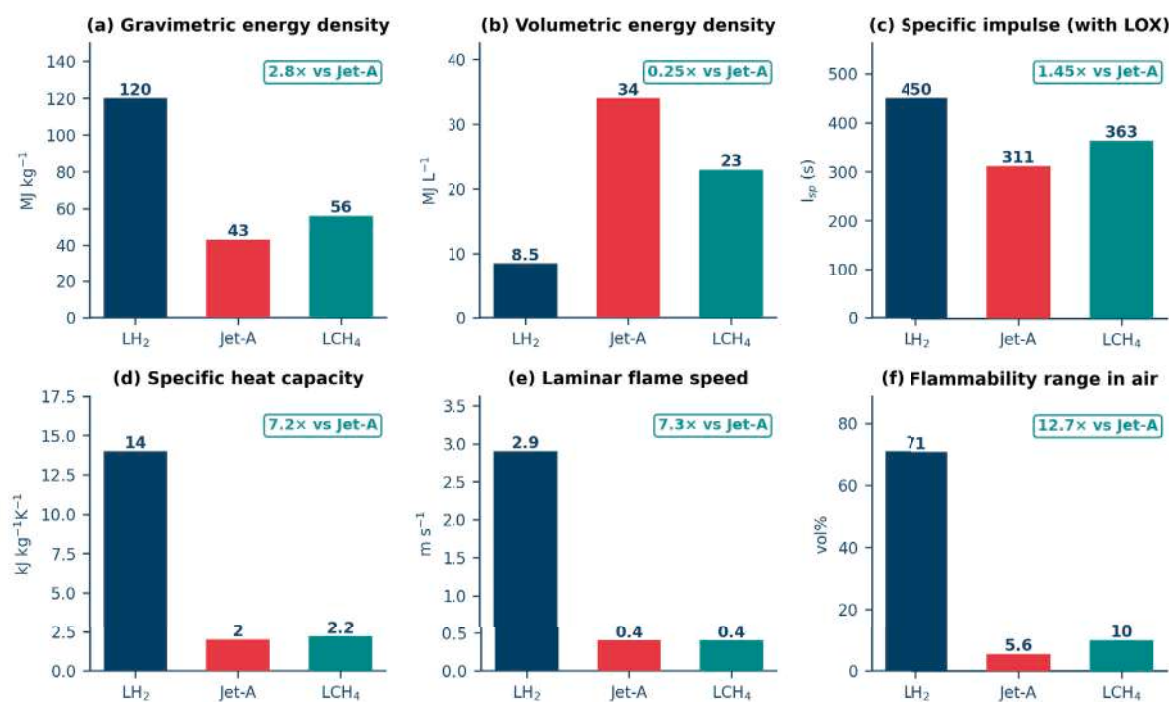 (a) Gravimetric energy density
2.8× vs Jet-A
MJ kg⁻¹
140
120
100
80
60
40
20
0
120
43
56
LH₂ Jet-A LCH₄
(b) Volumetric energy density
0.25× vs Jet-A
MJ L⁻¹
40
30
20
10
0
8.5
34
23
LH₂ Jet-A LCH₄
(c) Specific impulse (with LOX)
1.45× vs Jet-A
Iₛₚ (s)
500
400
300
200
100
0
450
311
363
LH₂ Jet-A LCH₄
(d) Specific heat capacity
7.2× vs Jet-A
kJ kg⁻¹K⁻¹
17.5
15.0
12.5
10.0
7.5
5.0
2.5
0.0
14
2
2.2
LH₂ Jet-A LCH₄
(e) Laminar flame speed
7.3× vs Jet-A
m s⁻¹
3.5
3.0
2.5
2.0
1.5
1.0
0.5
0.0
2.9
0.4
0.4
LH₂ Jet-A LCH₄
(f) Flammability range in air
12.7× vs Jet-A
vol%
80
60
40
20
0
71
5.6
10
LH₂ Jet-A LCH₄